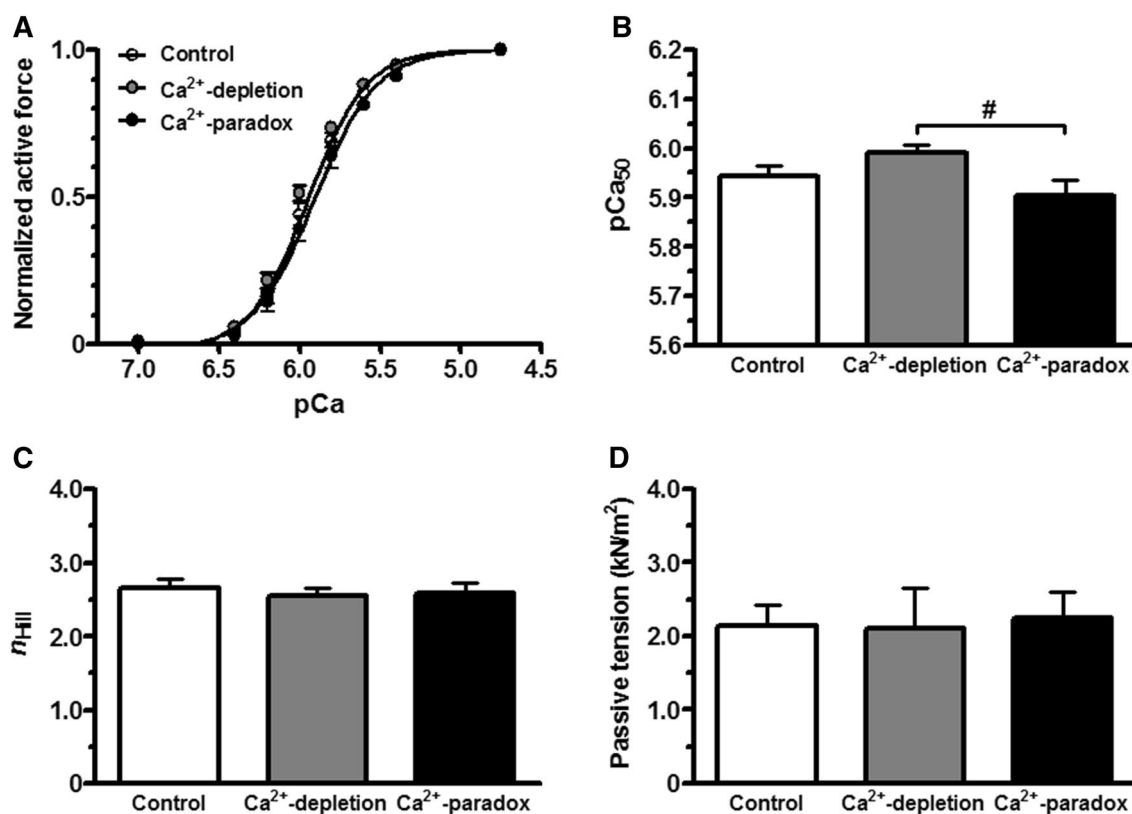 A
Control
Ca²⁺-depletion
Ca²⁺-paradox
Normalized active force
1.0
0.5
0
7.0 6.5 6.0 5.5 5.0 4.5
pCa
B
#
pCa₅₀
6.2
6.1
6.0
5.9
5.8
5.7
5.6
Control Ca²⁺-depletion Ca²⁺-paradox
C
nHill
4.0
3.0
2.0
1.0
0
Control Ca²⁺-depletion Ca²⁺-paradox
D
Passive tension (kN/m²)
4.0
3.0
2.0
1.0
0
Control Ca²⁺-depletion Ca²⁺-paradox